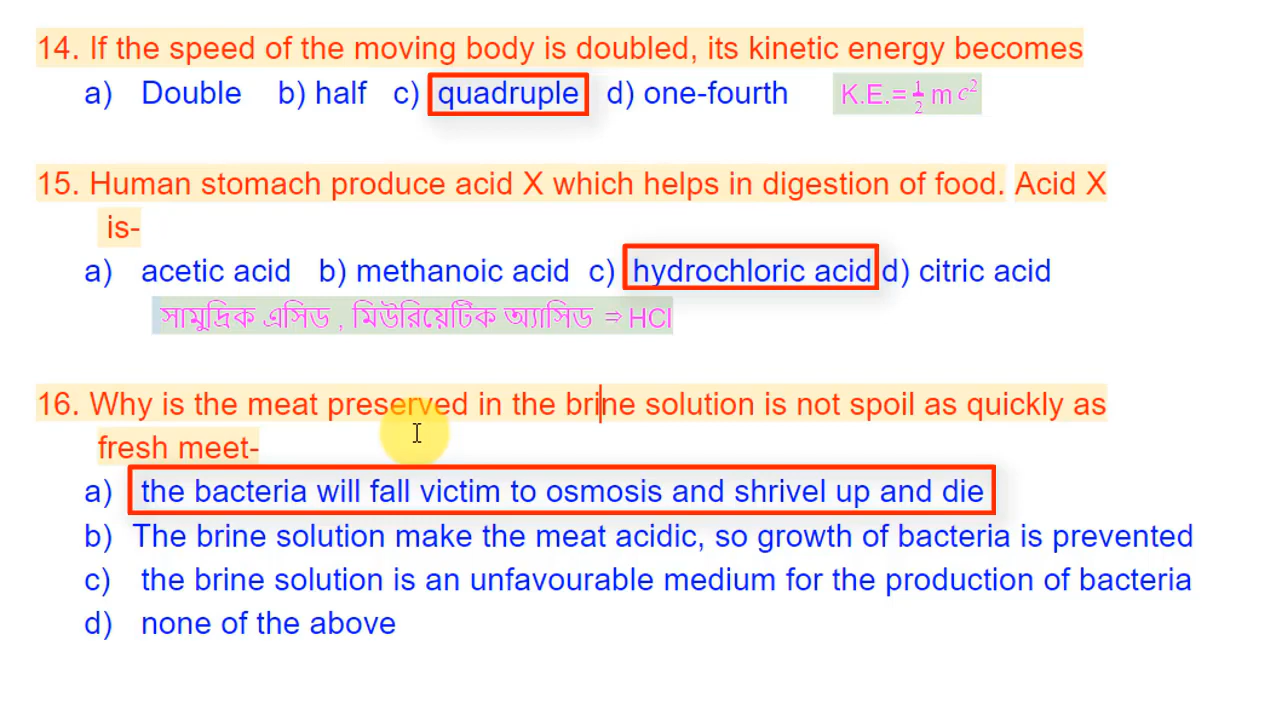 14. If the speed of the moving body is doubled, its kinetic energy becomes
a) Double b) half c) quadruple d) one-fourth K.E.= 1/2 m c²
15. Human stomach produce acid X which helps in digestion of food. Acid X
is-
a) acetic acid b) methanoic acid c) hydrochloric acid d) citric acid
সামুদ্রিক এসিড , মিউরিয়েটিক অ্যাসিড ⇒ HCl
16. Why is the meat preserved in the brine solution is not spoil as quickly as
fresh meet-
a) the bacteria will fall victim to osmosis and shrivel up and die
b) The brine solution make the meat acidic, so growth of bacteria is prevented
c) the brine solution is an unfavourable medium for the production of bacteria
d) none of the above